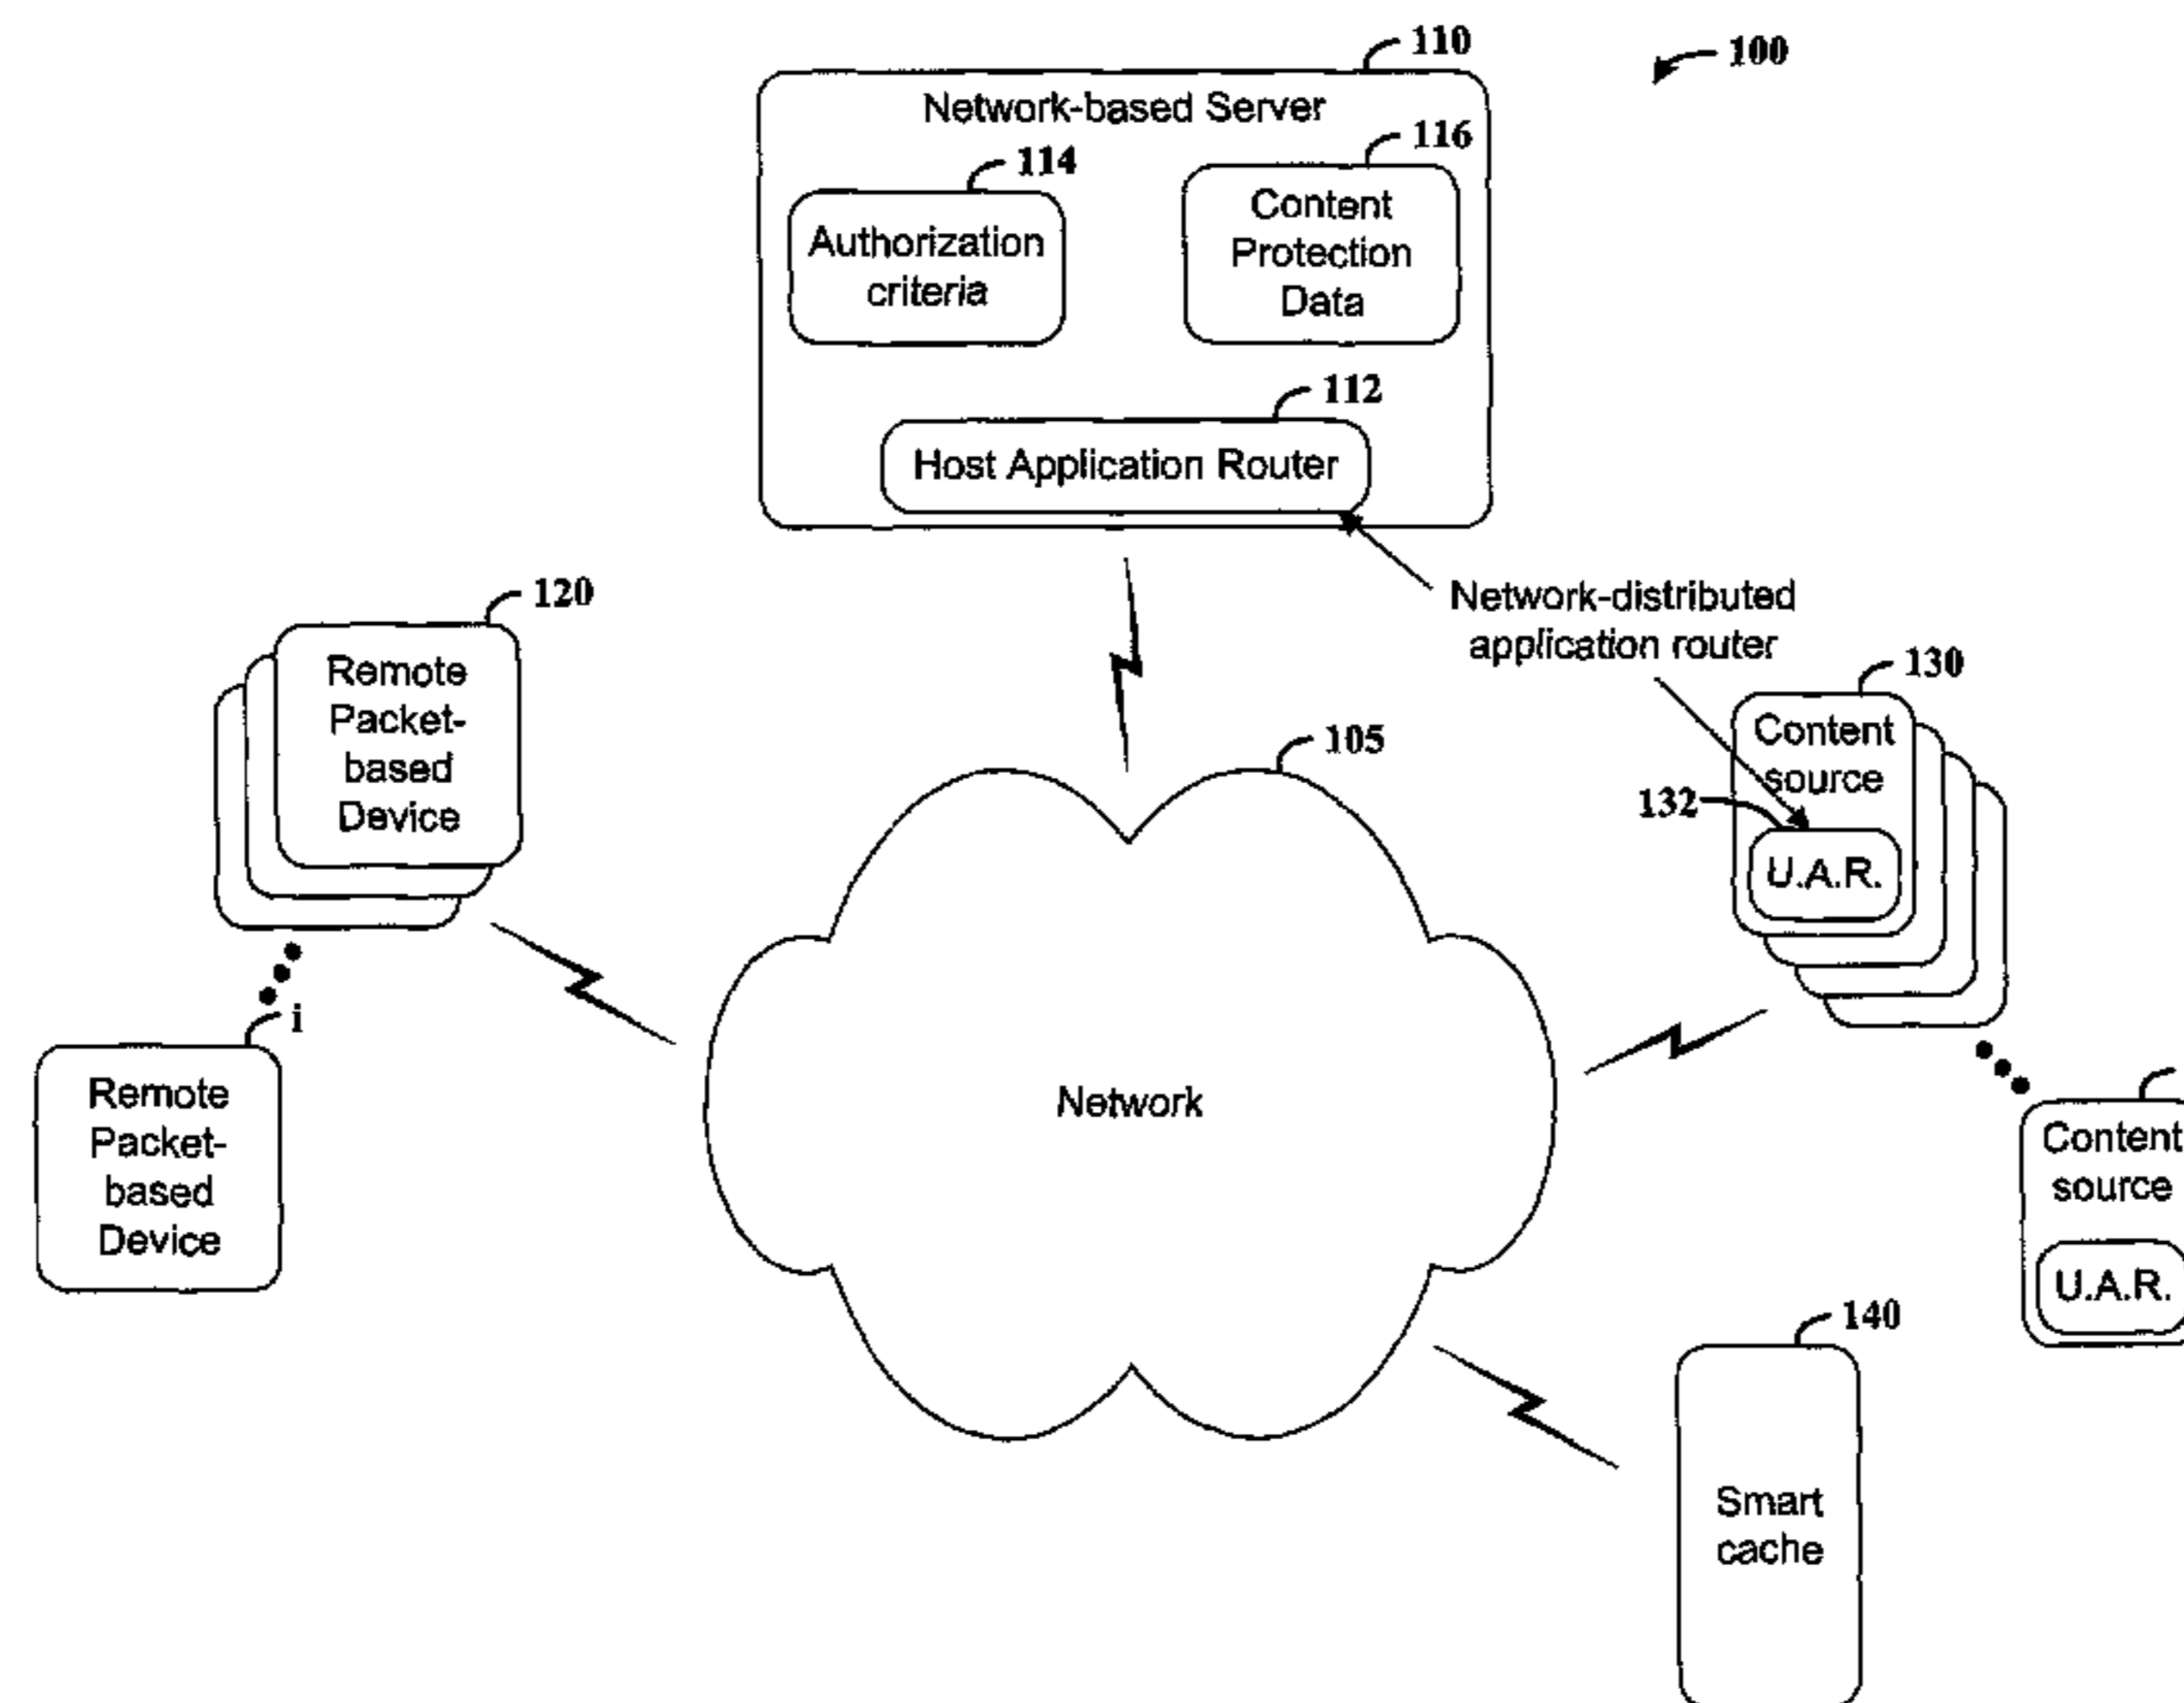 110
100
Network-based Server
116
114
Content
Protection
Data
Authorization
criteria
112
Host Application Router
120
Network-distributed
application router
Remote
Packet-
based
Device
130
Content
source
132
U.A.R.
105
i
Remote
Packet-
based
Device
Network
Content
source
U.A.R.
140
Smart
cache